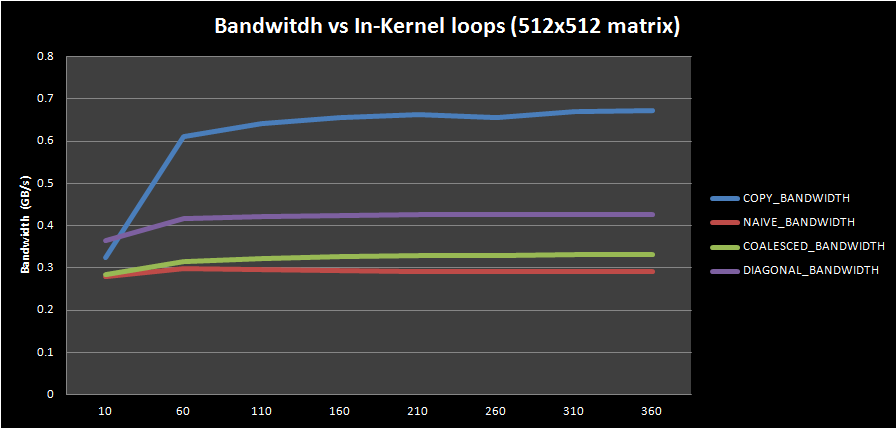 Bandwitdh vs In-Kernel loops (512x512 matrix)
0.8
0.7
0.6
0.5
0.4
0.3
0.2
0.1
0
Bandwidth (GB/s)
10 60 110 160 210 260 310 360
COPY_BANDWIDTH
NAIVE_BANDWIDTH
COALESCED_BANDWIDTH
DIAGONAL_BANDWIDTH